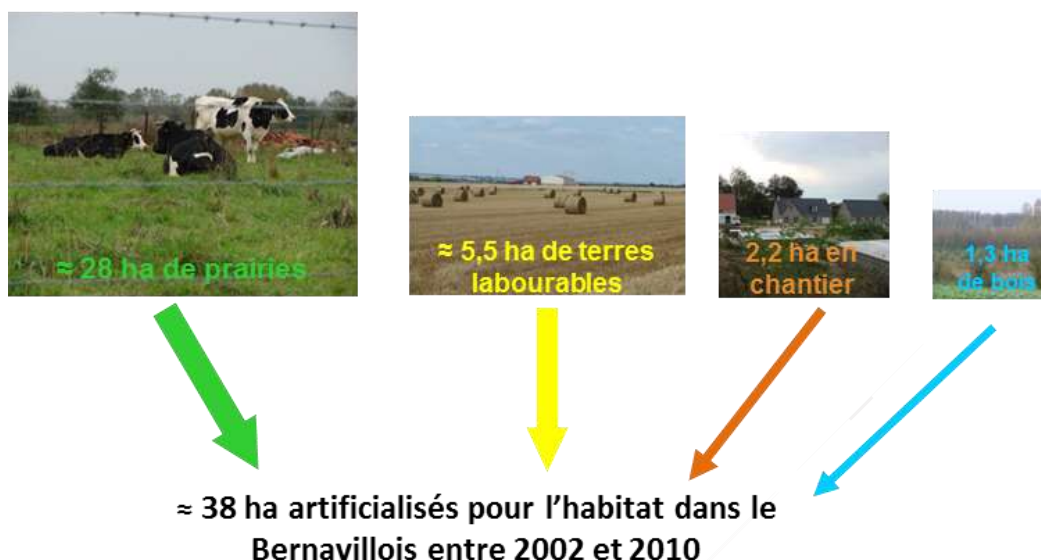 ≈ 28 ha de prairies
≈ 5,5 ha de terres
labourables
2,2 ha en
chantier
1,3 ha
de bois
≈ 38 ha artificialisés pour l’habitat dans le
Bernavillois entre 2002 et 2010